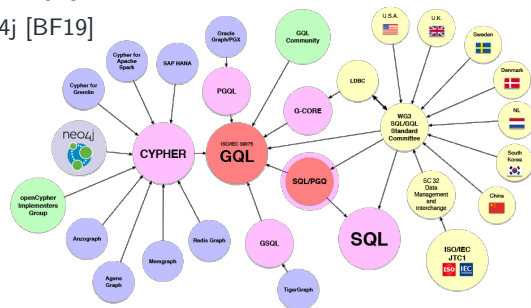 4j [BF19]
Oracle
Graph/PGX
GQL
Community
U.S.A.
U.K.
Sweden
Cypher for
Apache
Spark
SAP HANA
Cypher for
Gremlin
PGQL
LDBC
Denmark
G-CORE
NL
neo4j
CYPHER
ISO/IEC 39075
GQL
WG3
SQL/GQL
Standard
Committee
South
Korea
SQL/PGQ
SC 32
Data
Management
and
Interchange
China
openCypher
Implementers
Group
Anzograph
Agens
Graph
Memgraph
Redis Graph
GSQL
SQL
ISO/IEC
JTC1
ISO
IEC
TigerGraph